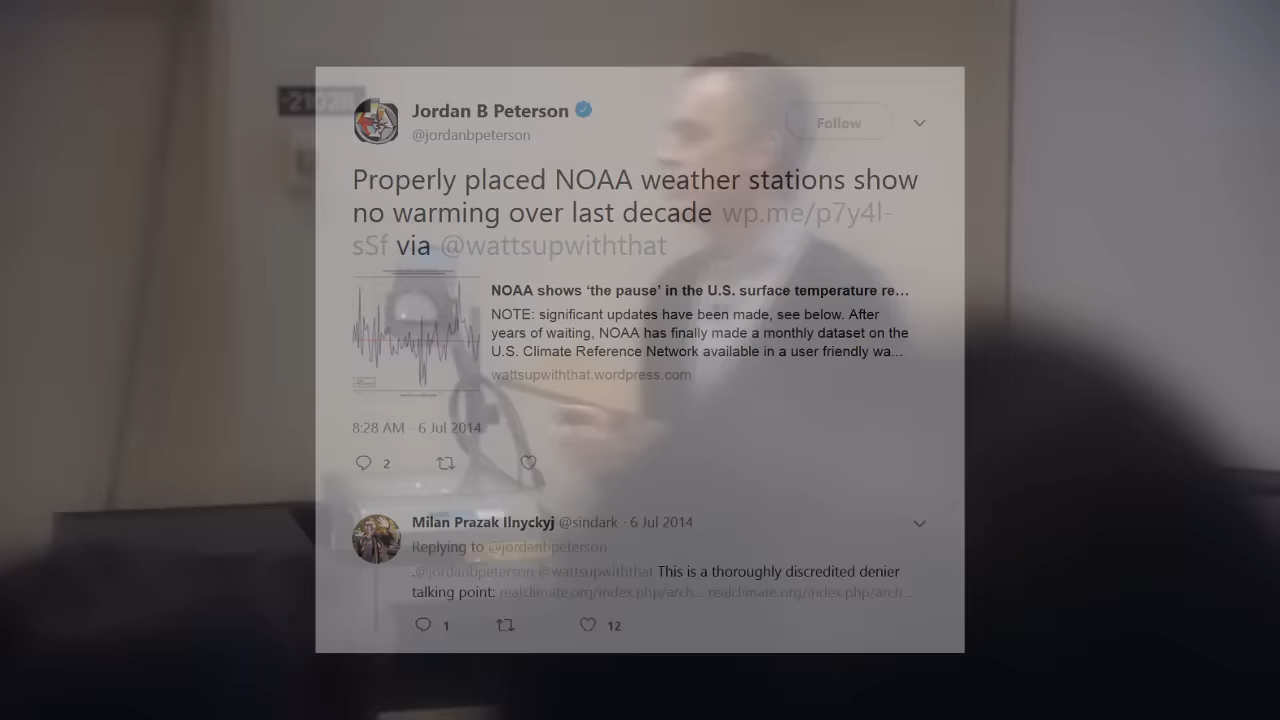 Jordan B Peterson
@jordanbpeterson
Follow
Properly placed NOAA weather stations show
no warming over last decade wp.me/p7y4l-
sSf via @wattsupwiththat
NOAA shows ‘the pause’ in the U.S. surface temperature re...
NOTE: significant updates have been made, see below. After
years of waiting, NOAA has finally made a monthly dataset on the
U.S. Climate Reference Network available in a user friendly wa...
wattsupwiththat.wordpress.com
8:28 AM - 6 Jul 2014
2
Milan Prazak Ilnyckyj @sindark · 6 Jul 2014
Replying to @jordanbpeterson
.@jordanbpeterson @wattsupwiththat This is a thoroughly discredited denier
talking point: realclimate.org/index.php/arch... realclimate.org/index.php/arch...
1 12